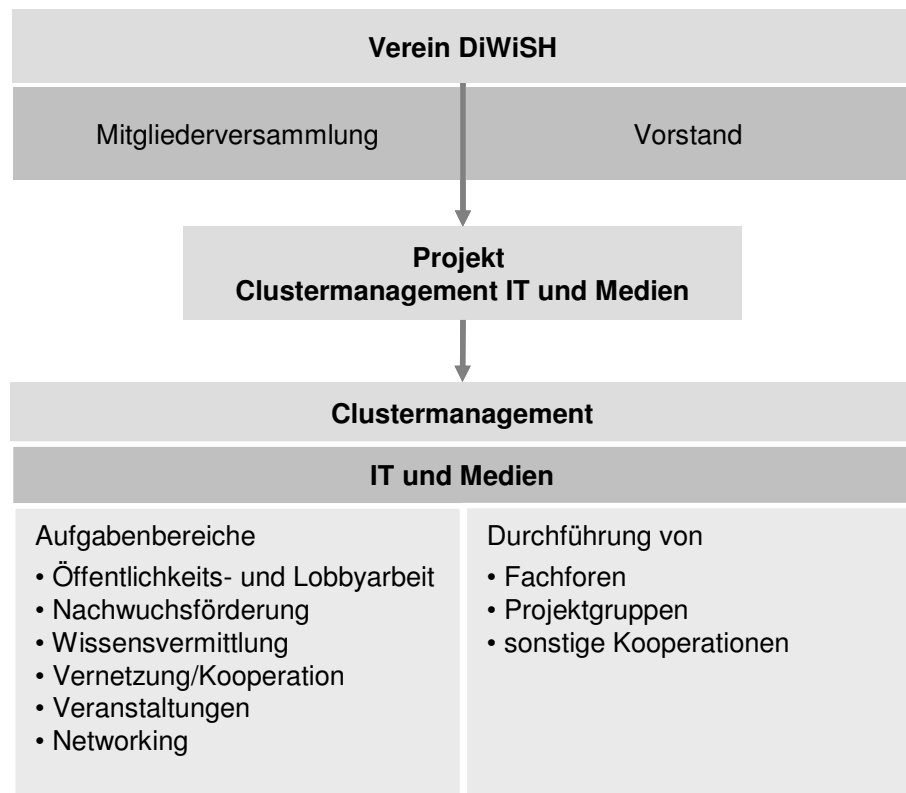 Verein DiWiSH
Mitgliederversammlung
Vorstand
Projekt
Clustermanagement IT und Medien
Clustermanagement
IT und Medien
Aufgabenbereiche
• Öffentlichkeits- und Lobbyarbeit
• Nachwuchsförderung
• Wissensvermittlung
• Vernetzung/Kooperation
• Veranstaltungen
• Networking
Durchführung von
• Fachforen
• Projektgruppen
• sonstige Kooperationen